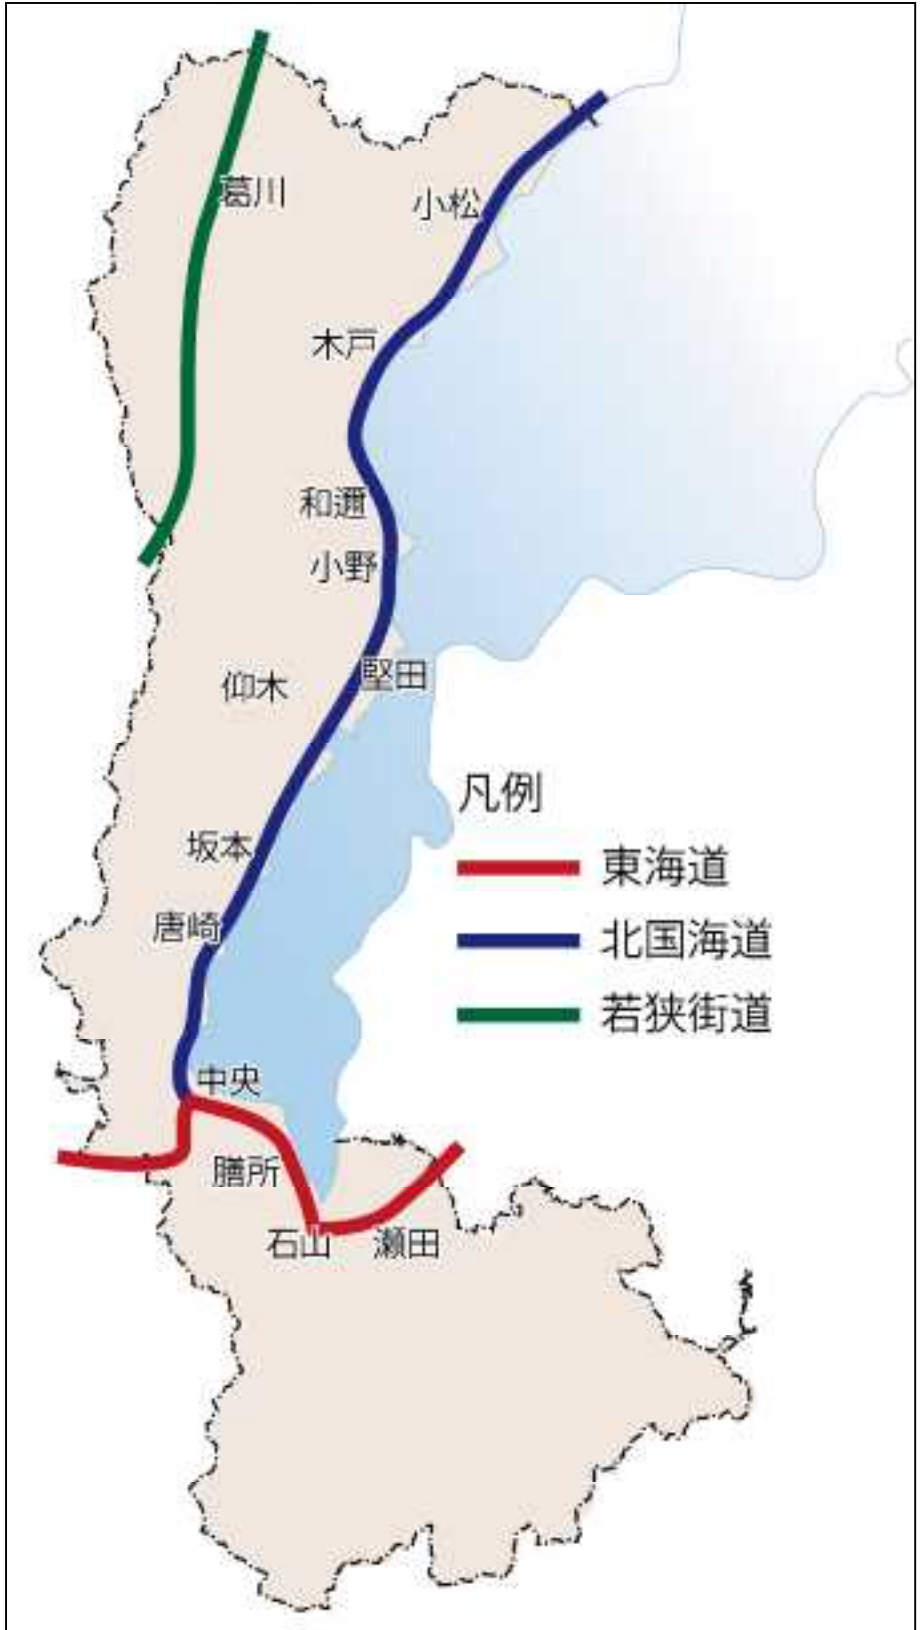 葛川
小松
木戸
和邇
小野
堅田
仰木
凡例
東海道
北国海道
若狭街道
坂本
唐崎
中央
膳所
石山
瀬田